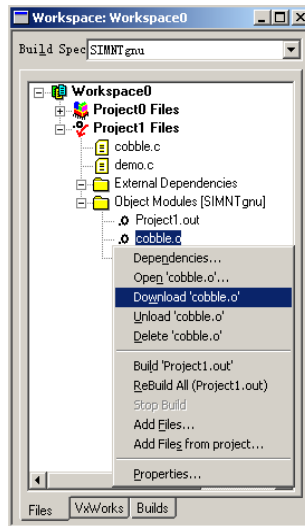 Workspace: Workspace0
Build Spec SIMNTgnu
Workspace0
Project0 Files
Project1 Files
cobble.c
demo.c
External Dependencies
Object Modules [SIMNTgnu]
Project1.out
cobble.o
Dependencies...
Open 'cobble.o'...
Download 'cobble.o'
Unload 'cobble.o'
Delete 'cobble.o'
Build 'Project1.out'
ReBuild All (Project1.out)
Stop Build
Add Files...
Add Files from project...
Properties...
Files VxWorks Builds